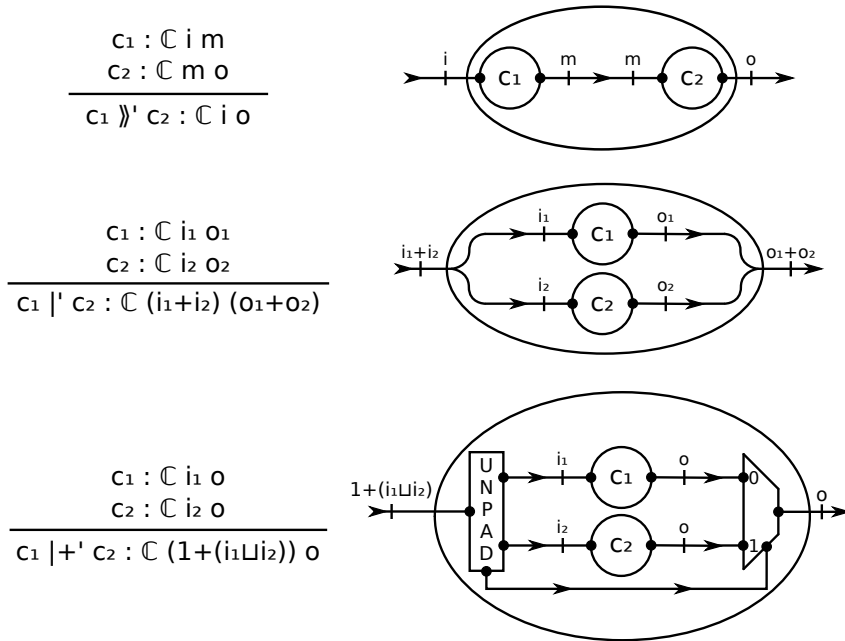 c₁ : ℂ i m
c₂ : ℂ m o
c₁ ⟫' c₂ : ℂ i o
i
c₁
m
m
c₂
o
c₁ : ℂ i₁ o₁
c₂ : ℂ i₂ o₂
c₁ |' c₂ : ℂ (i₁+i₂) (o₁+o₂)
i₁+i₂
i₁
c₁
o₁
i₂
c₂
o₂
o₁+o₂
c₁ : ℂ i₁ o
c₂ : ℂ i₂ o
c₁ |+' c₂ : ℂ (1+(i₁⊔i₂)) o
1+(i₁⊔i₂)
U
N
P
A
D
i₁
c₁
o
0
i₂
c₂
o
1
o